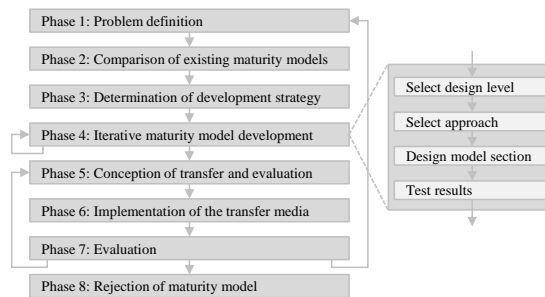 Phase 1: Problem definition
Phase 2: Comparison of existing maturity models
Phase 3: Determination of development strategy
Phase 4: Iterative maturity model development
Phase 5: Conception of transfer and evaluation
Phase 6: Implementation of the transfer media
Phase 7: Evaluation
Phase 8: Rejection of maturity model
Select design level
Select approach
Design model section
Test results